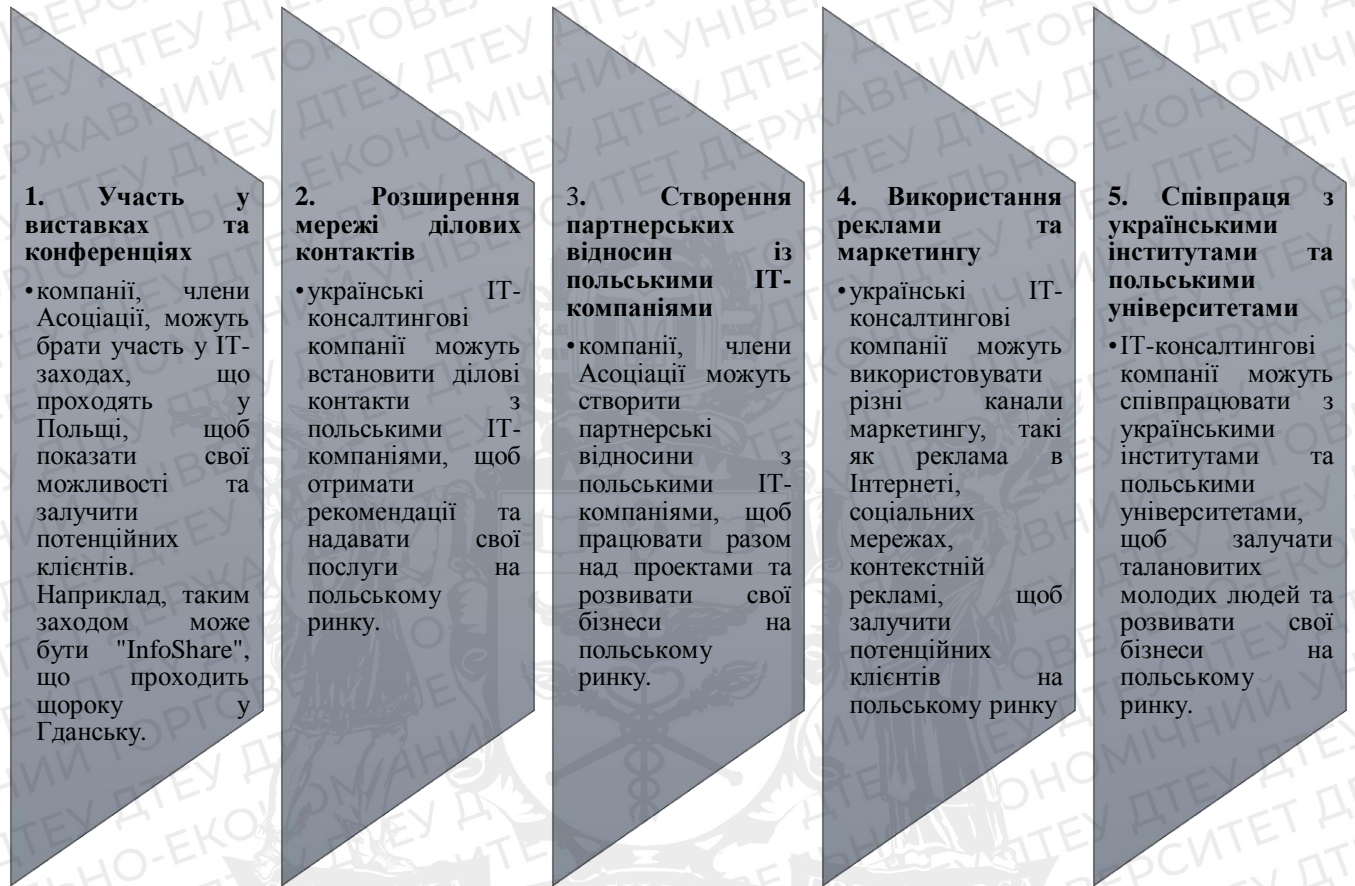 1. Участь у
виставках та
конференціях
•компанії, члени
Асоціації, можуть
брати участь у ІТ-
заходах, що
проходять у
Польщі, щоб
показати свої
можливості та
залучити
потенційних
клієнтів.
Наприклад, таким
заходом може
бути "InfoShare",
що проходить
щороку у
Гданську.
2. Розширення
мережі ділових
контактів
•українські ІТ-
консалтингові
компанії можуть
встановити ділові
контакти з
польськими ІТ-
компаніями, щоб
отримати
рекомендації та
надавати свої
послуги на
польському
ринку.
3. Створення
партнерських
відносин із
польськими ІТ-
компаніями
•компанії, члени
Асоціації можуть
створити
партнерські
відносини з
польськими ІТ-
компаніями, щоб
працювати разом
над проектами та
розвивати свої
бізнеси на
польському
ринку.
4. Використання
реклами та
маркетингу
•українські ІТ-
консалтингові
компанії можуть
використовувати
різні канали
маркетингу, такі
як реклама в
Інтернеті,
соціальних
мережах,
контекстній
рекламі, щоб
залучити
потенційних
клієнтів на
польському ринку
5. Співпраця з
українськими
інститутами та
польськими
університетами
•ІТ-консалтингові
компанії можуть
співпрацювати з
українськими
інститутами та
польськими
університетами,
щоб залучати
талановитих
молодих людей та
розвивати свої
бізнеси на
польському
ринку.